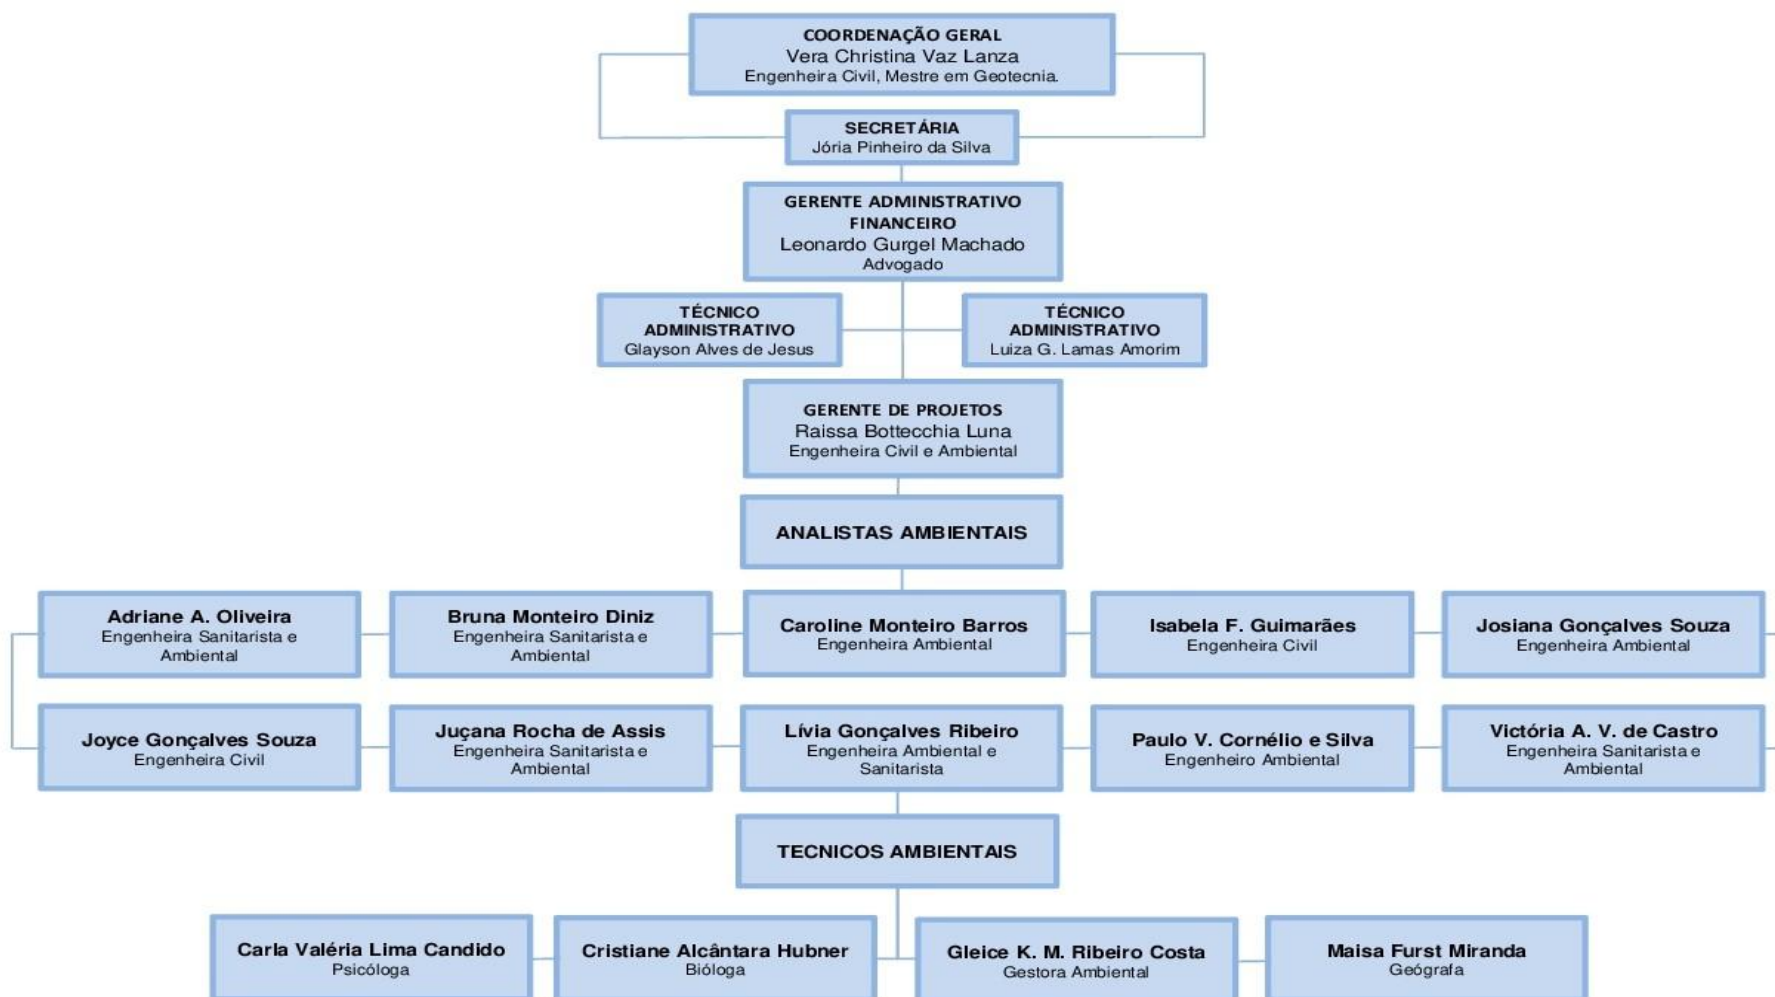 COORDENAÇÃO GERAL
Vera Christina Vaz Lanza
Engenheira Civil, Mestre em Geotecnia.
SECRETÁRIA
Jória Pinheiro da Silva
GERENTE ADMINISTRATIVO
FINANCEIRO
Leonardo Gurgel Machado
Advogado
TÉCNICO
ADMINISTRATIVO
Glayson Alves de Jesus
TÉCNICO
ADMINISTRATIVO
Luiza G. Lamas Amorim
GERENTE DE PROJETOS
Raissa Bottecchia Luna
Engenheira Civil e Ambiental
ANALISTAS AMBIENTAIS
Adriane A. Oliveira
Engenheira Sanitarista e
Ambiental
Bruna Monteiro Diniz
Engenheira Sanitarista e
Ambiental
Caroline Monteiro Barros
Engenheira Ambiental
Isabela F. Guimarães
Engenheira Civil
Josiana Gonçalves Souza
Engenheira Ambiental
Joyce Gonçalves Souza
Engenheira Civil
Juçana Rocha de Assis
Engenheira Sanitarista e
Ambiental
Lívia Gonçalves Ribeiro
Engenheira Ambiental e
Sanitarista
Paulo V. Cornélio e Silva
Engenheiro Ambiental
Victória A. V. de Castro
Engenheira Sanitarista e
Ambiental
TECNICOS AMBIENTAIS
Carla Valéria Lima Candido
Psicóloga
Cristiane Alcântara Hubner
Bióloga
Gleice K. M. Ribeiro Costa
Gestora Ambiental
Maisa Furst Miranda
Geógrafa